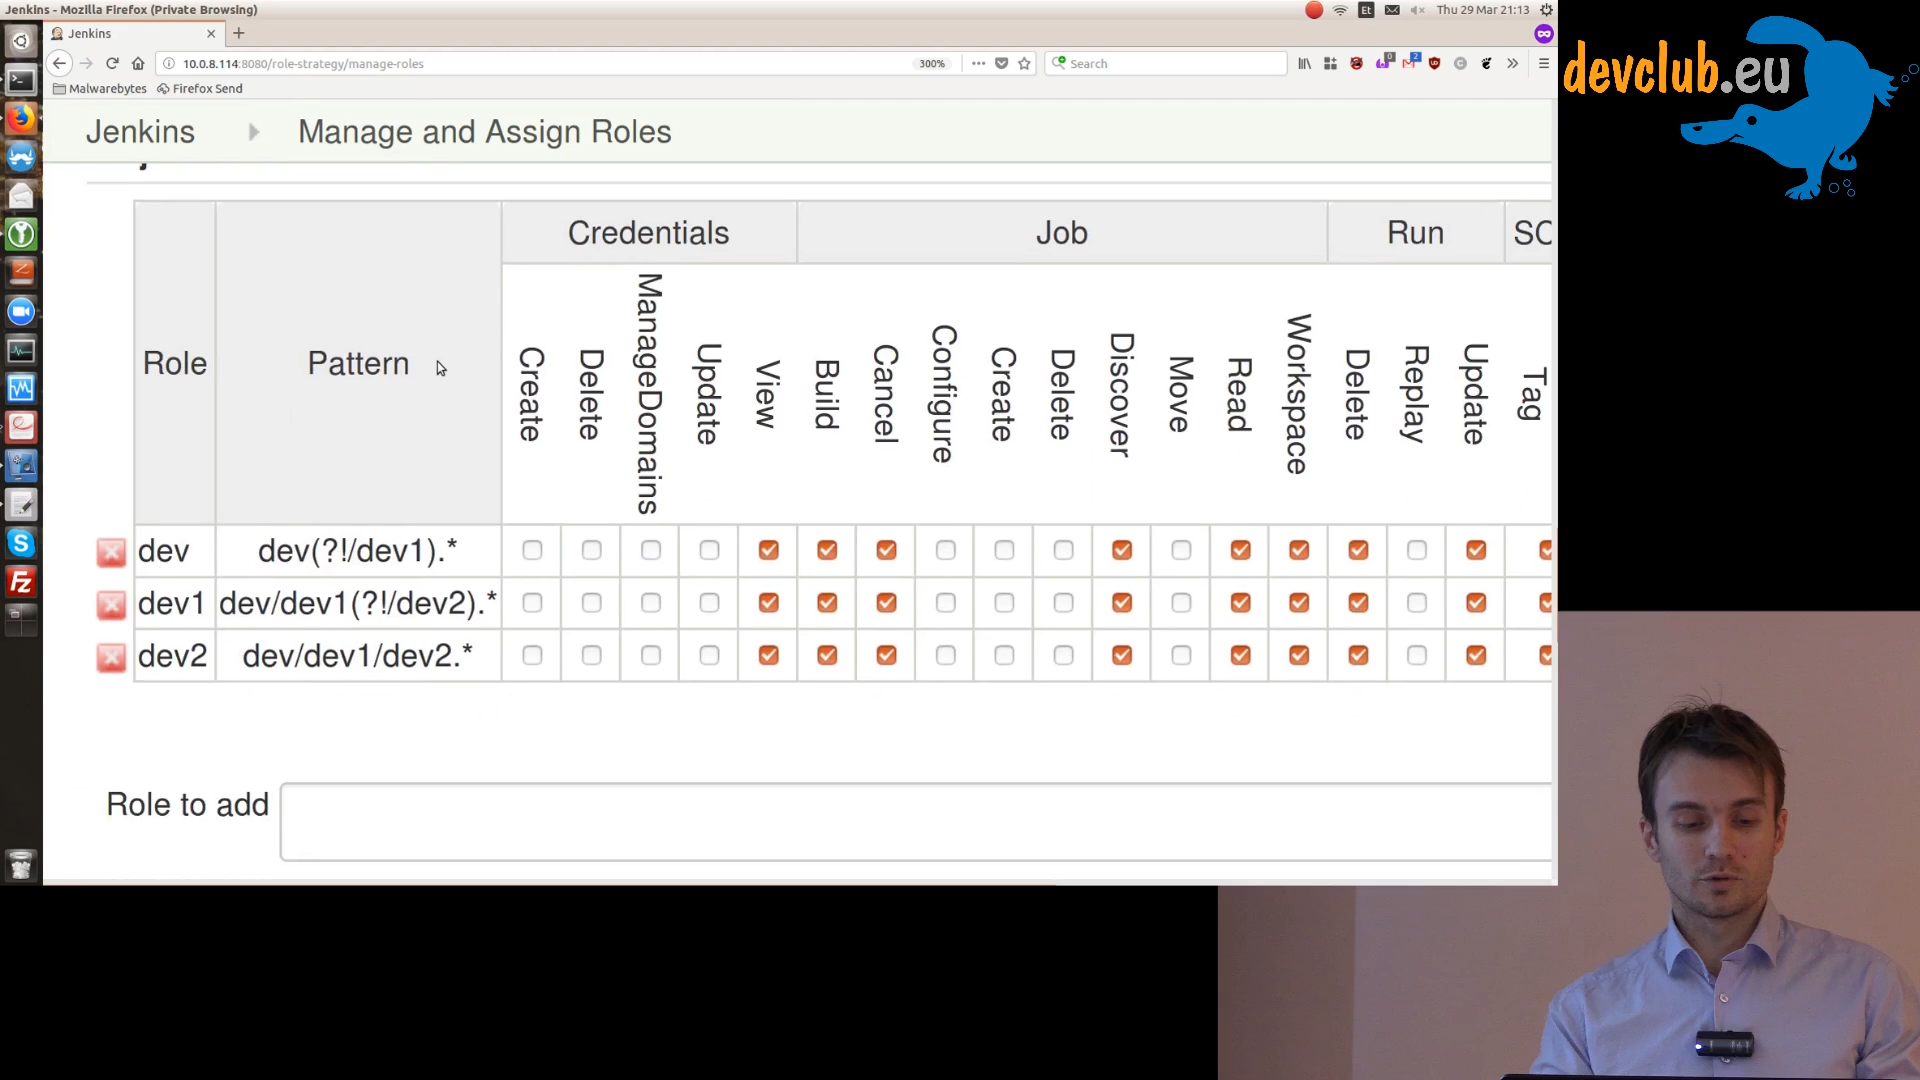 Jenkins - Mozilla Firefox (Private Browsing)
Et
Thu 29 Mar 21:13
Jenkins
10.0.8.114:8080/role-strategy/manage-roles
300%
Search
0
2
Malwarebytes
Firefox Send
devclub.eu
Jenkins
Manage and Assign Roles
Role
Pattern
Credentials
Job
Run
SC
Create
Delete
ManageDomains
Update
View
Build
Cancel
Configure
Create
Delete
Discover
Move
Read
Workspace
Delete
Replay
Update
Tag
dev
dev(?!/dev1).*
dev1
dev/dev1(?!/dev2).*
dev2
dev/dev1/dev2.*
Role to add